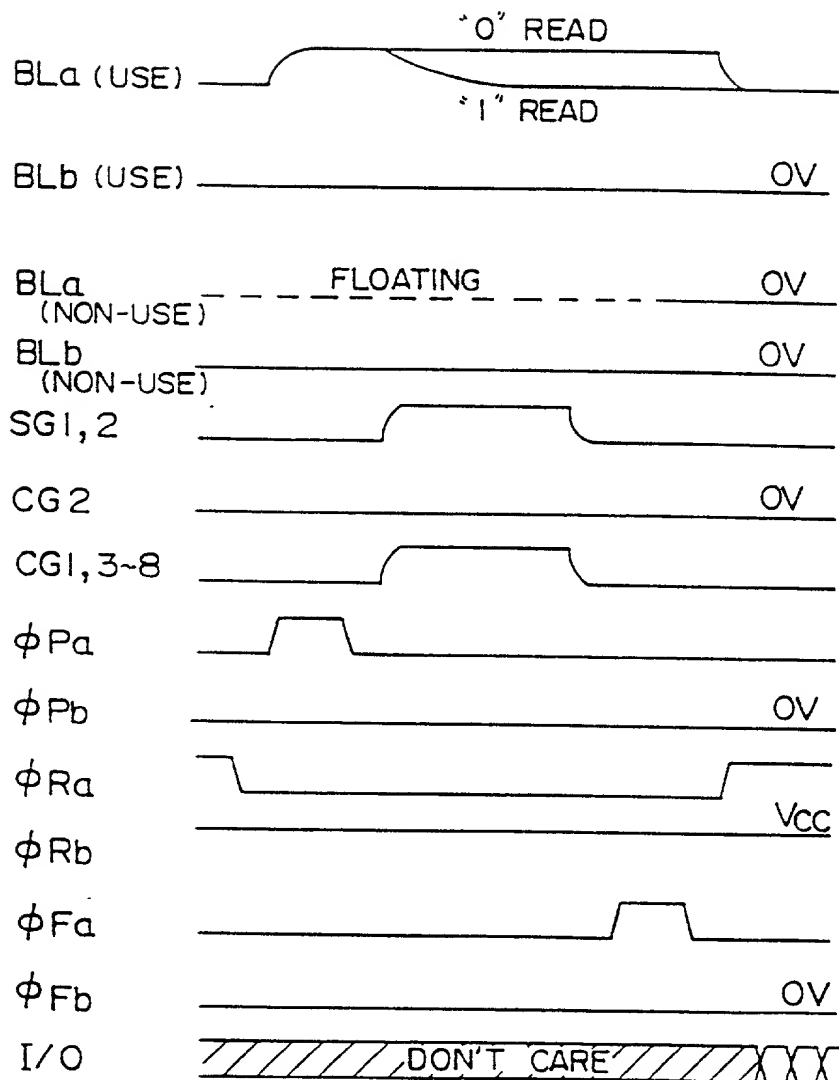 "0" READ
BLa (USE)
"1" READ
BLb (USE) 0V
BLa FLOATING 0V
(NON-USE)
BLb 0V
(NON-USE)
SG1,2
CG2 0V
CG1,3~8
ϕPa
ϕPb 0V
ϕRa
VCC
ϕRb
ϕFa
ϕFb 0V
I/O DON'T CARE